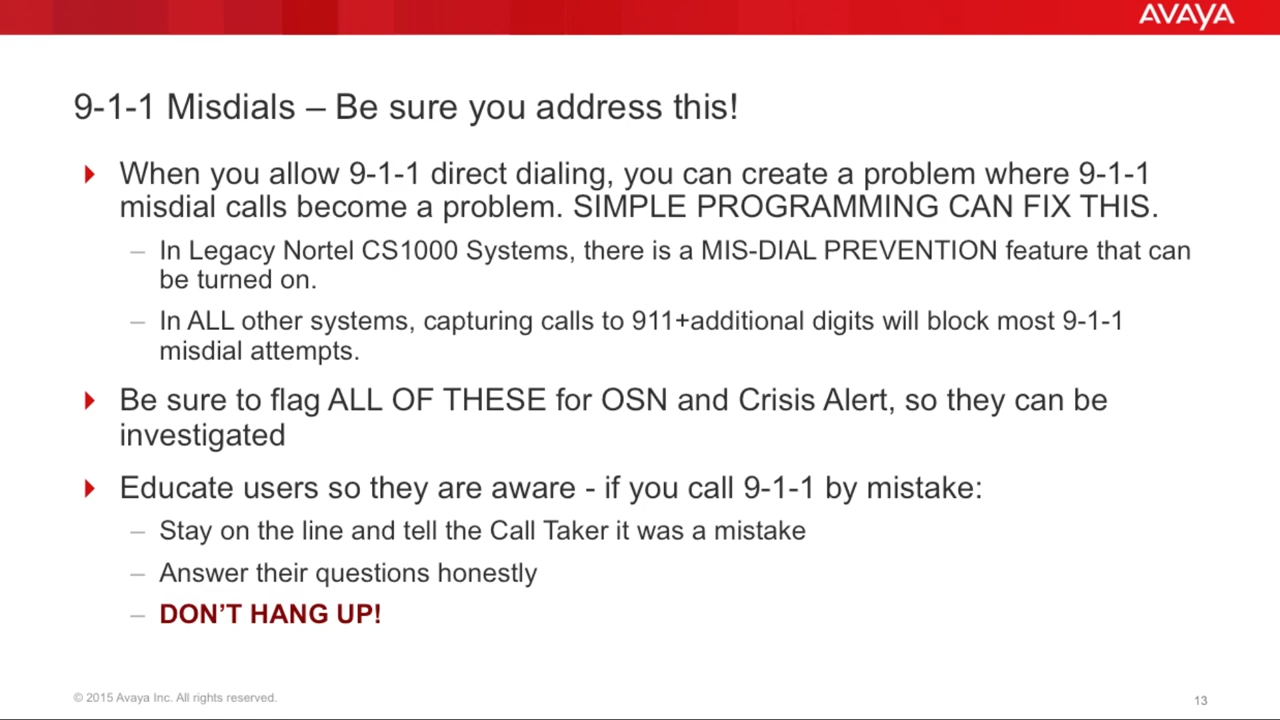 AVAYA
9-1-1 Misdials – Be sure you address this!
When you allow 9-1-1 direct dialing, you can create a problem where 9-1-1
misdial calls become a problem. SIMPLE PROGRAMMING CAN FIX THIS.
– In Legacy Nortel CS1000 Systems, there is a MIS-DIAL PREVENTION feature that can
be turned on.
– In ALL other systems, capturing calls to 911+additional digits will block most 9-1-1
misdial attempts.
Be sure to flag ALL OF THESE for OSN and Crisis Alert, so they can be
investigated
Educate users so they are aware - if you call 9-1-1 by mistake:
– Stay on the line and tell the Call Taker it was a mistake
– Answer their questions honestly
– DON'T HANG UP!
© 2015 Avaya Inc. All rights reserved.
13